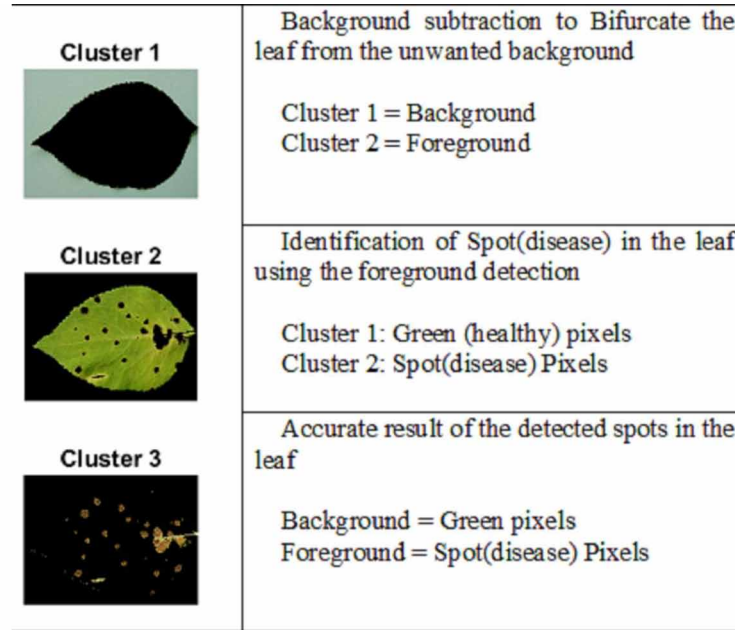 Cluster 1
Background subtraction to Bifurcate the
leaf from the unwanted background
Cluster 1 = Background
Cluster 2 = Foreground
Cluster 2
Identification of Spot(disease) in the leaf
using the foreground detection
Cluster 1: Green (healthy) pixels
Cluster 2: Spot(disease) Pixels
Cluster 3
Accurate result of the detected spots in the
leaf
Background = Green pixels
Foreground = Spot(disease) Pixels